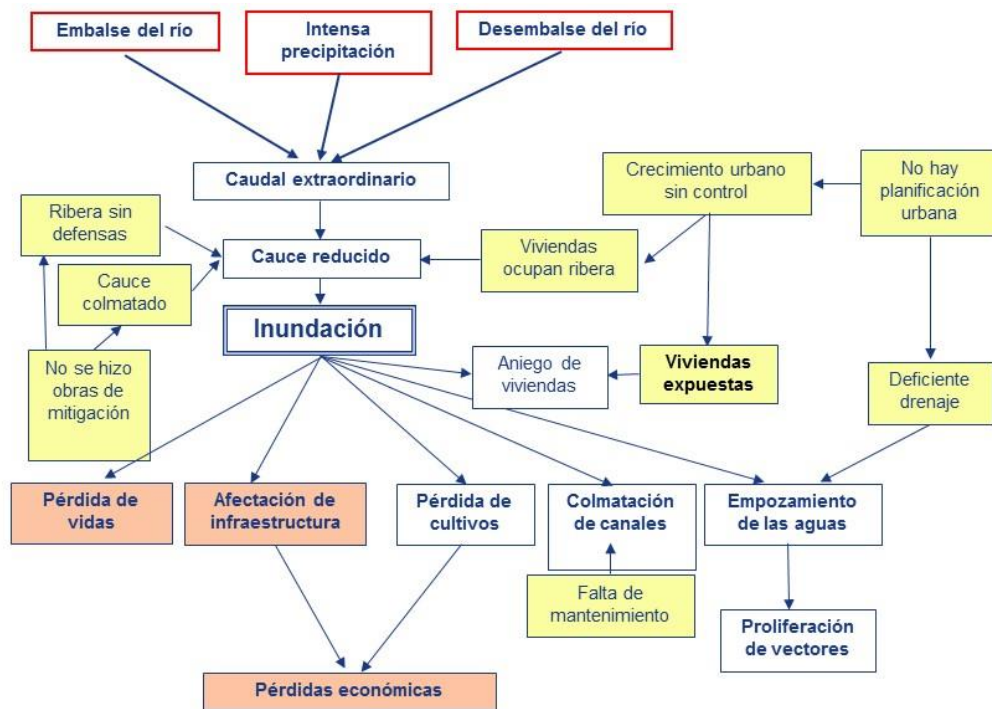 Embalse del río
Intensa
precipitación
Desembalse del río
Caudal extraordinario
Crecimiento urbano
sin control
No hay
planificación
urbana
Ribera sin
defensas
Cauce reducido
Viviendas
ocupan ribera
Cauce
colmatado
Inundación
No se hizo
obras de
mitigación
Aniego de
viviendas
Viviendas
expuestas
Deficiente
drenaje
Pérdida de
vidas
Afectación de
infraestructura
Pérdida de
cultivos
Colmatación
de canales
Empozamiento
de las aguas
Falta de
mantenimiento
Proliferación
de vectores
Pérdidas económicas